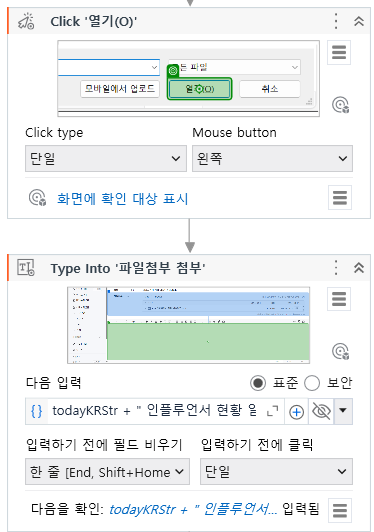 Click '열기(O)'
든 파일
모바일에서 업로드
열기(O)
취소
Click type
Mouse button
단일
왼쪽
화면에 확인 대상 표시
Type Into '파일첨부 첨부'
다음 입력
표준
보안
{ } todayKRStr + " 인플루언서 현황 일
입력하기 전에 필드 비우기
입력하기 전에 클릭
한 줄 [End, Shift+Home
단일
다음을 확인: todayKRStr + " 인플루언서... 입력됨